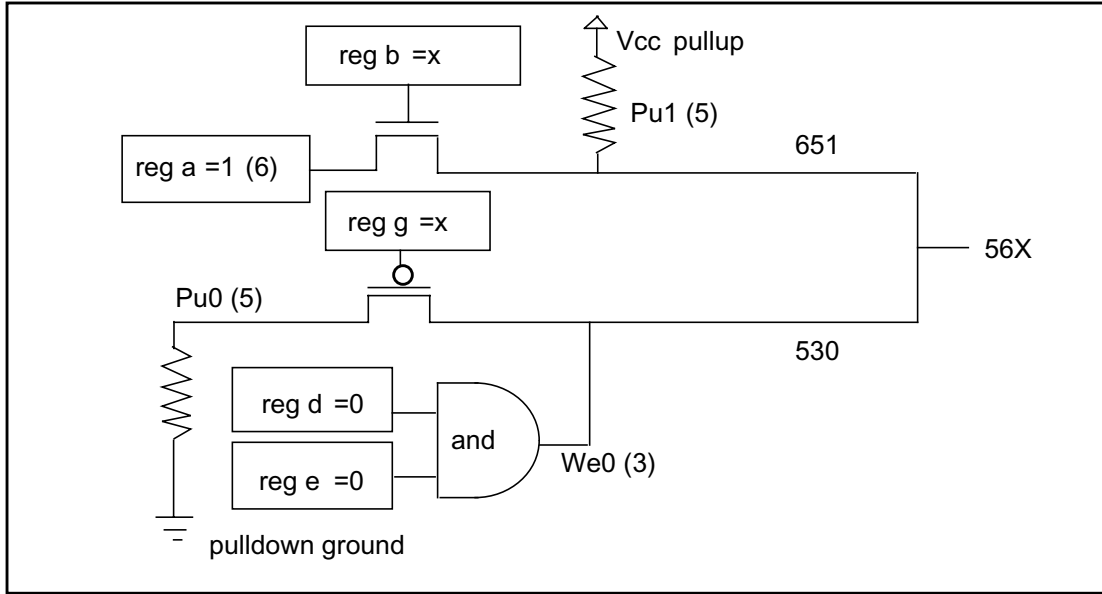 reg b =x
Vcc pullup
Pu1 (5)
651
reg a =1 (6)
reg g =x
56X
Pu0 (5)
530
reg d =0
and
We0 (3)
reg e =0
pulldown ground